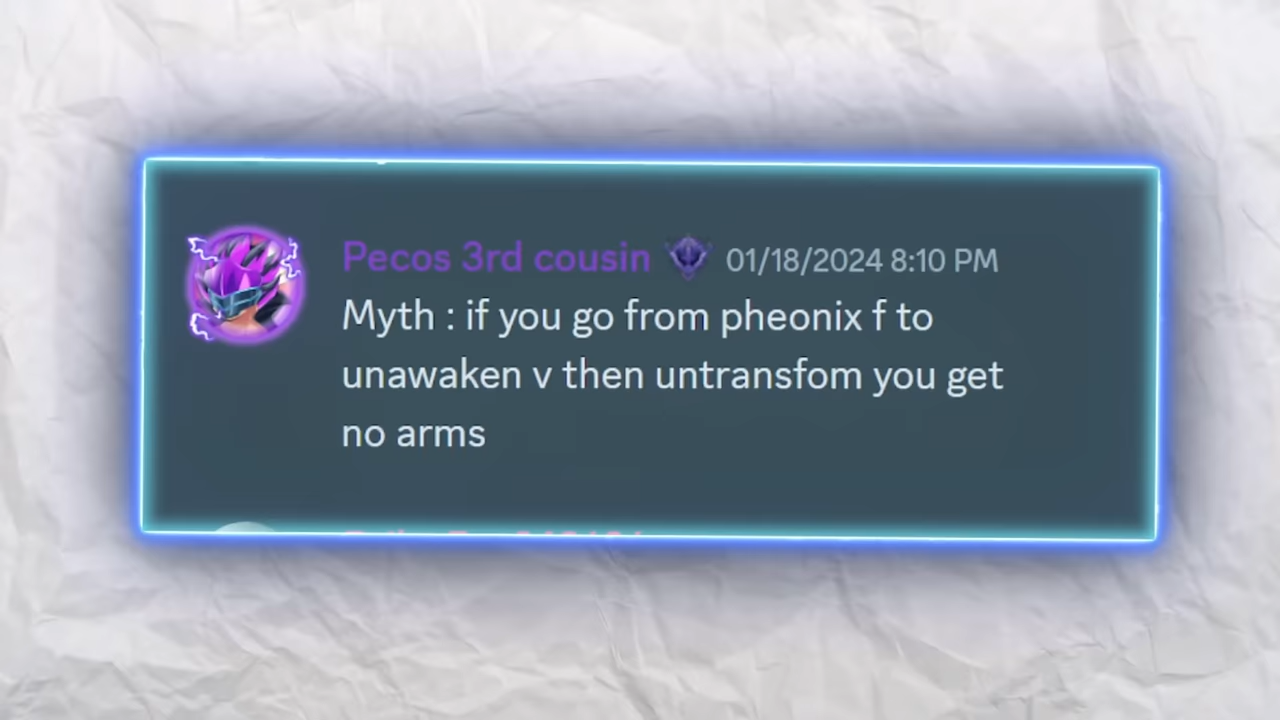 Pecos 3rd cousin 01/18/2024 8:10 PM
Myth : if you go from pheonix f to
unawaken v then untransfom you get
no arms